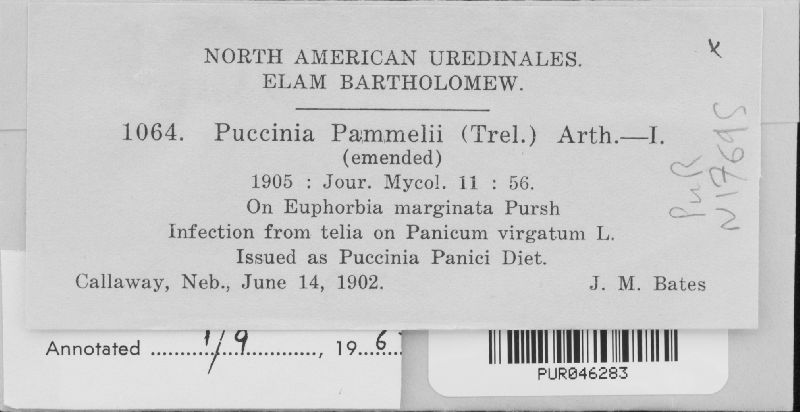 NORTH AMERICAN UREDINALES.
ELAM BARTHOLOMEW.
1064. Puccinia Pammelii (Trel.) Arth.—I.
(emended)
1905 : Jour. Mycol. 11 : 56.
On Euphorbia marginata Pursh
Infection from telia on Panicum virgatum L.
Issued as Puccinia Panici Diet.
Callaway, Neb., June 14, 1902. J. M. Bates
x
PUR
N17695
Annotated ....1/9............, 196
PUR046283